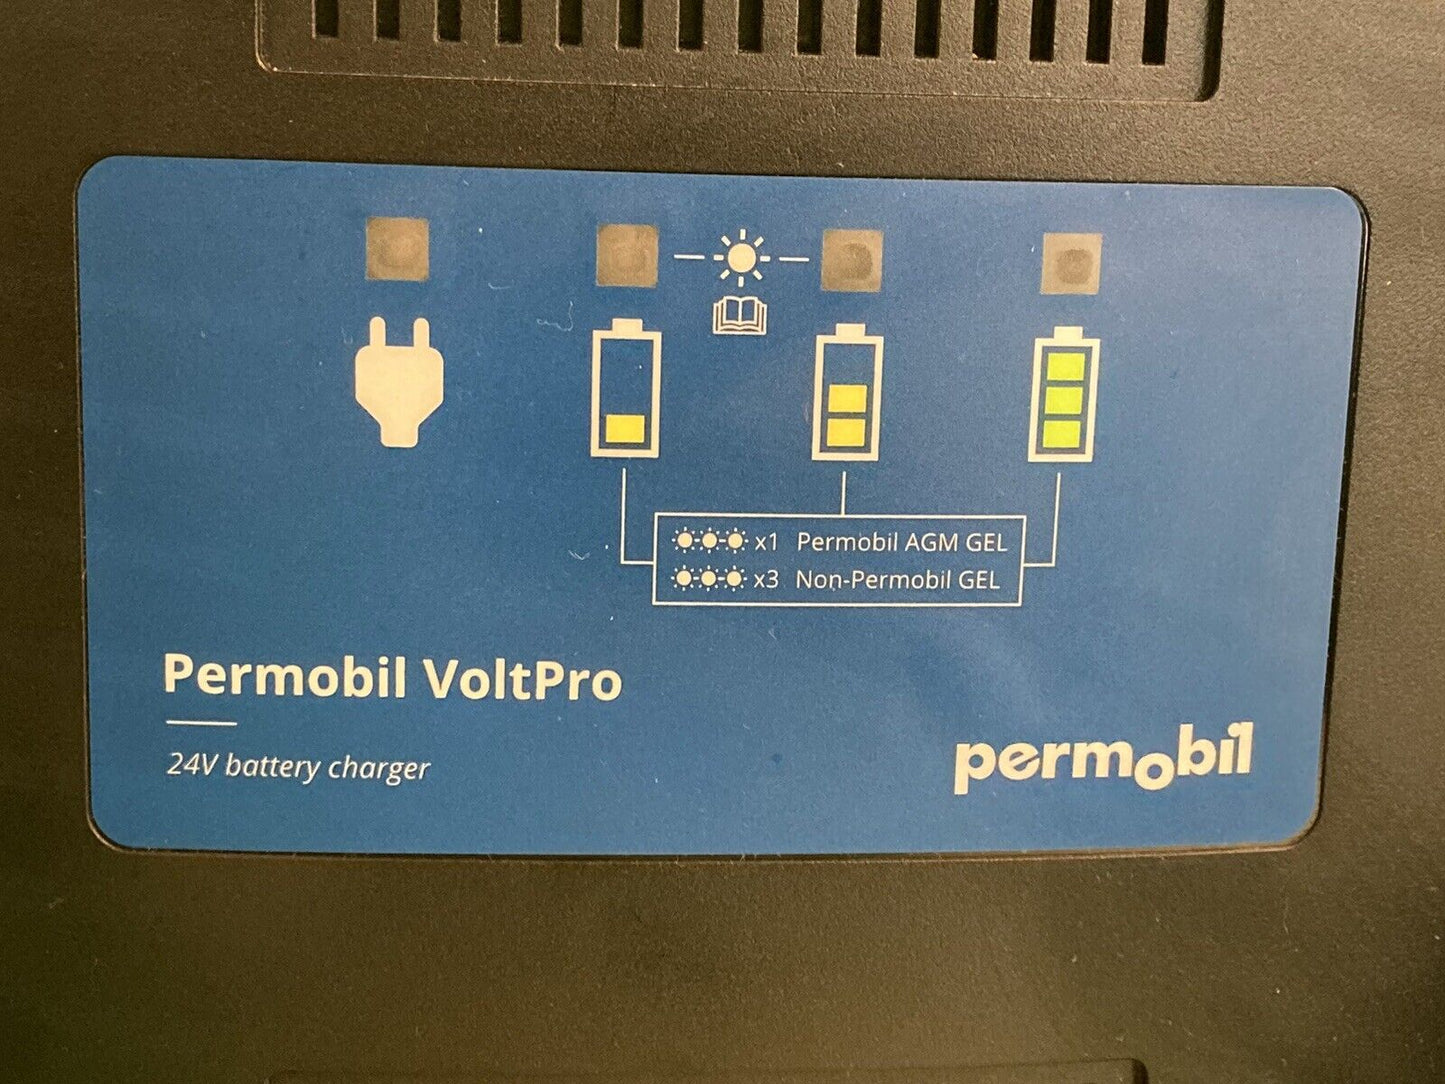 x1 Permobil AGM GEL
x3 Non-Permobil GEL
Permobil VoltPro
24V battery charger
permobil